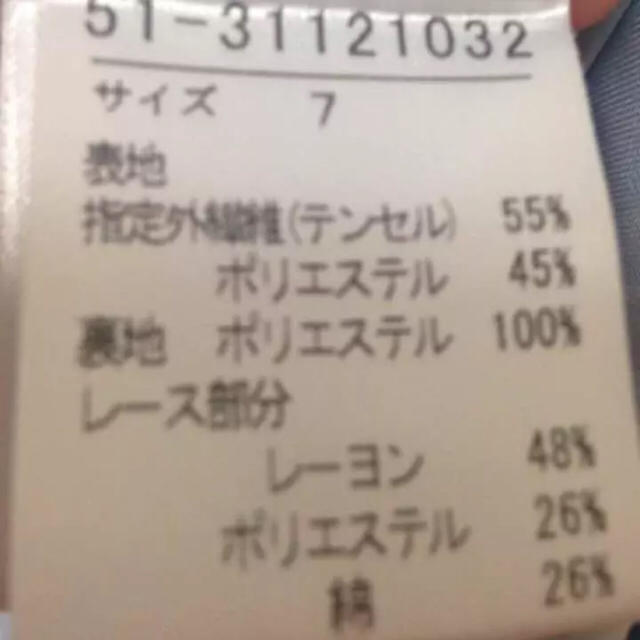 51-31121032
サイズ 7
表地
指定外繊維(テンセル) 55%
ポリエステル 45%
裏地 ポリエステル 100%
レース部分
レーヨン 48%
ポリエステル 26%
綿 26%